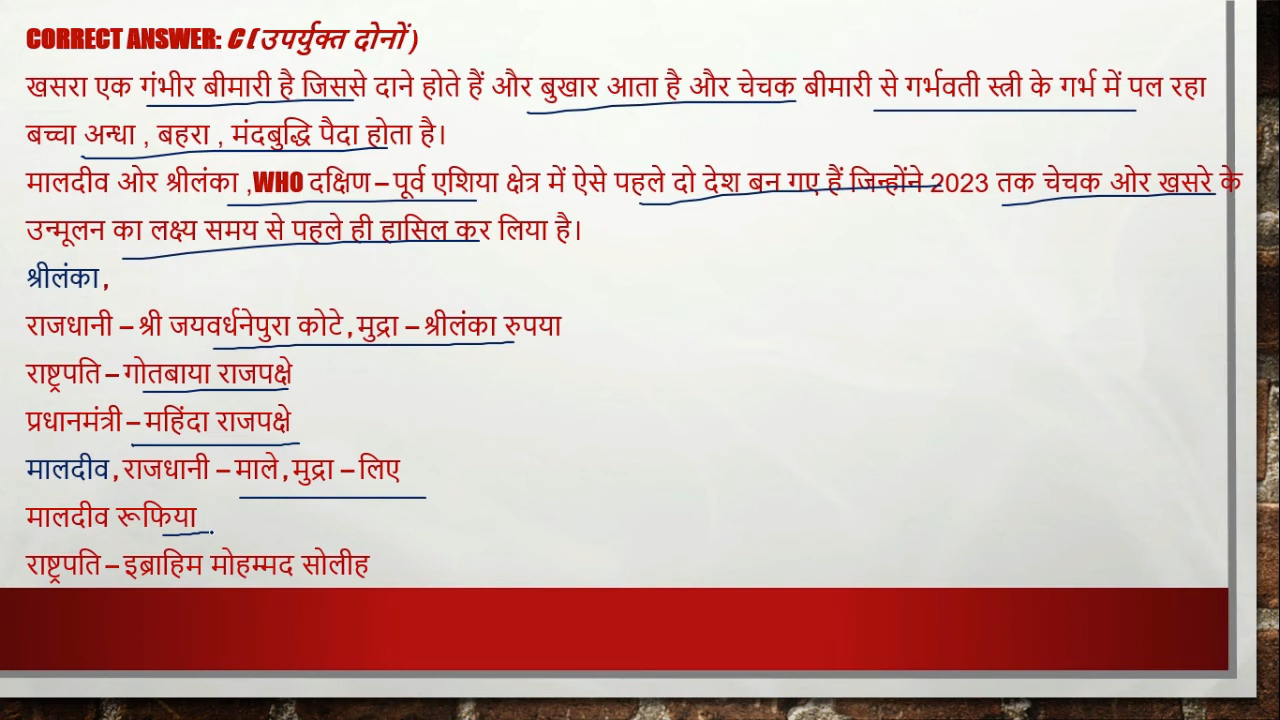 CORRECT ANSWER: C ( उपर्युक्त दोनों )
खसरा एक गंभीर बीमारी है जिससे दाने होते हैं और बुखार आता है और चेचक बीमारी से गर्भवती स्त्री के गर्भ में पल रहा
बच्चा अन्धा , बहरा , मंदबुद्धि पैदा होता है।
मालदीव ओर श्रीलंका ,WHO दक्षिण – पूर्व एशिया क्षेत्र में ऐसे पहले दो देश बन गए हैं जिन्होंने 2023 तक चेचक ओर खसरे के
उन्मूलन का लक्ष्य समय से पहले ही हासिल कर लिया है।
श्रीलंका ,
राजधानी – श्री जयवर्धनेपुरा कोटे , मुद्रा – श्रीलंका रुपया
राष्ट्रपति – गोतबाया राजपक्षे
प्रधानमंत्री – महिंदा राजपक्षे
मालदीव , राजधानी – माले , मुद्रा – लिए
मालदीव रूफिया
राष्ट्रपति – इब्राहिम मोहम्मद सोलीह